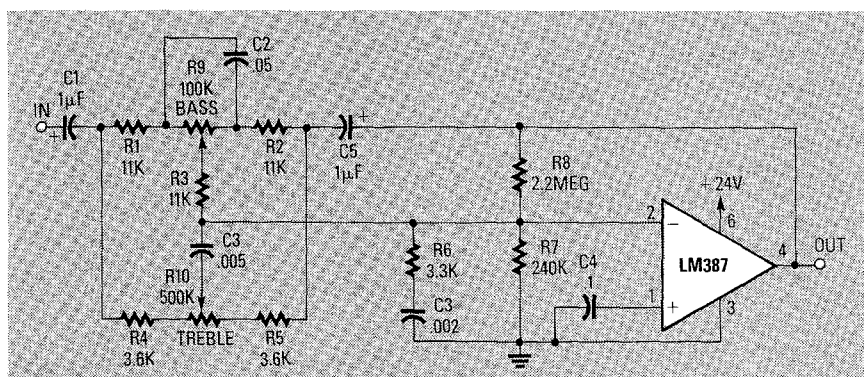 C1
1μF
IN
+
R1
11K
R9
100K
BASS
C2
.05
R2
11K
C5
1μF
+
R3
11K
C3
.005
R10
500K
TREBLE
R4
3.6K
R5
3.6K
R8
2.2MEG
R6
3.3K
R7
240K
C3
.002
C4
.1
+24V
2
−
6
LM387
4
OUT
1
+
3